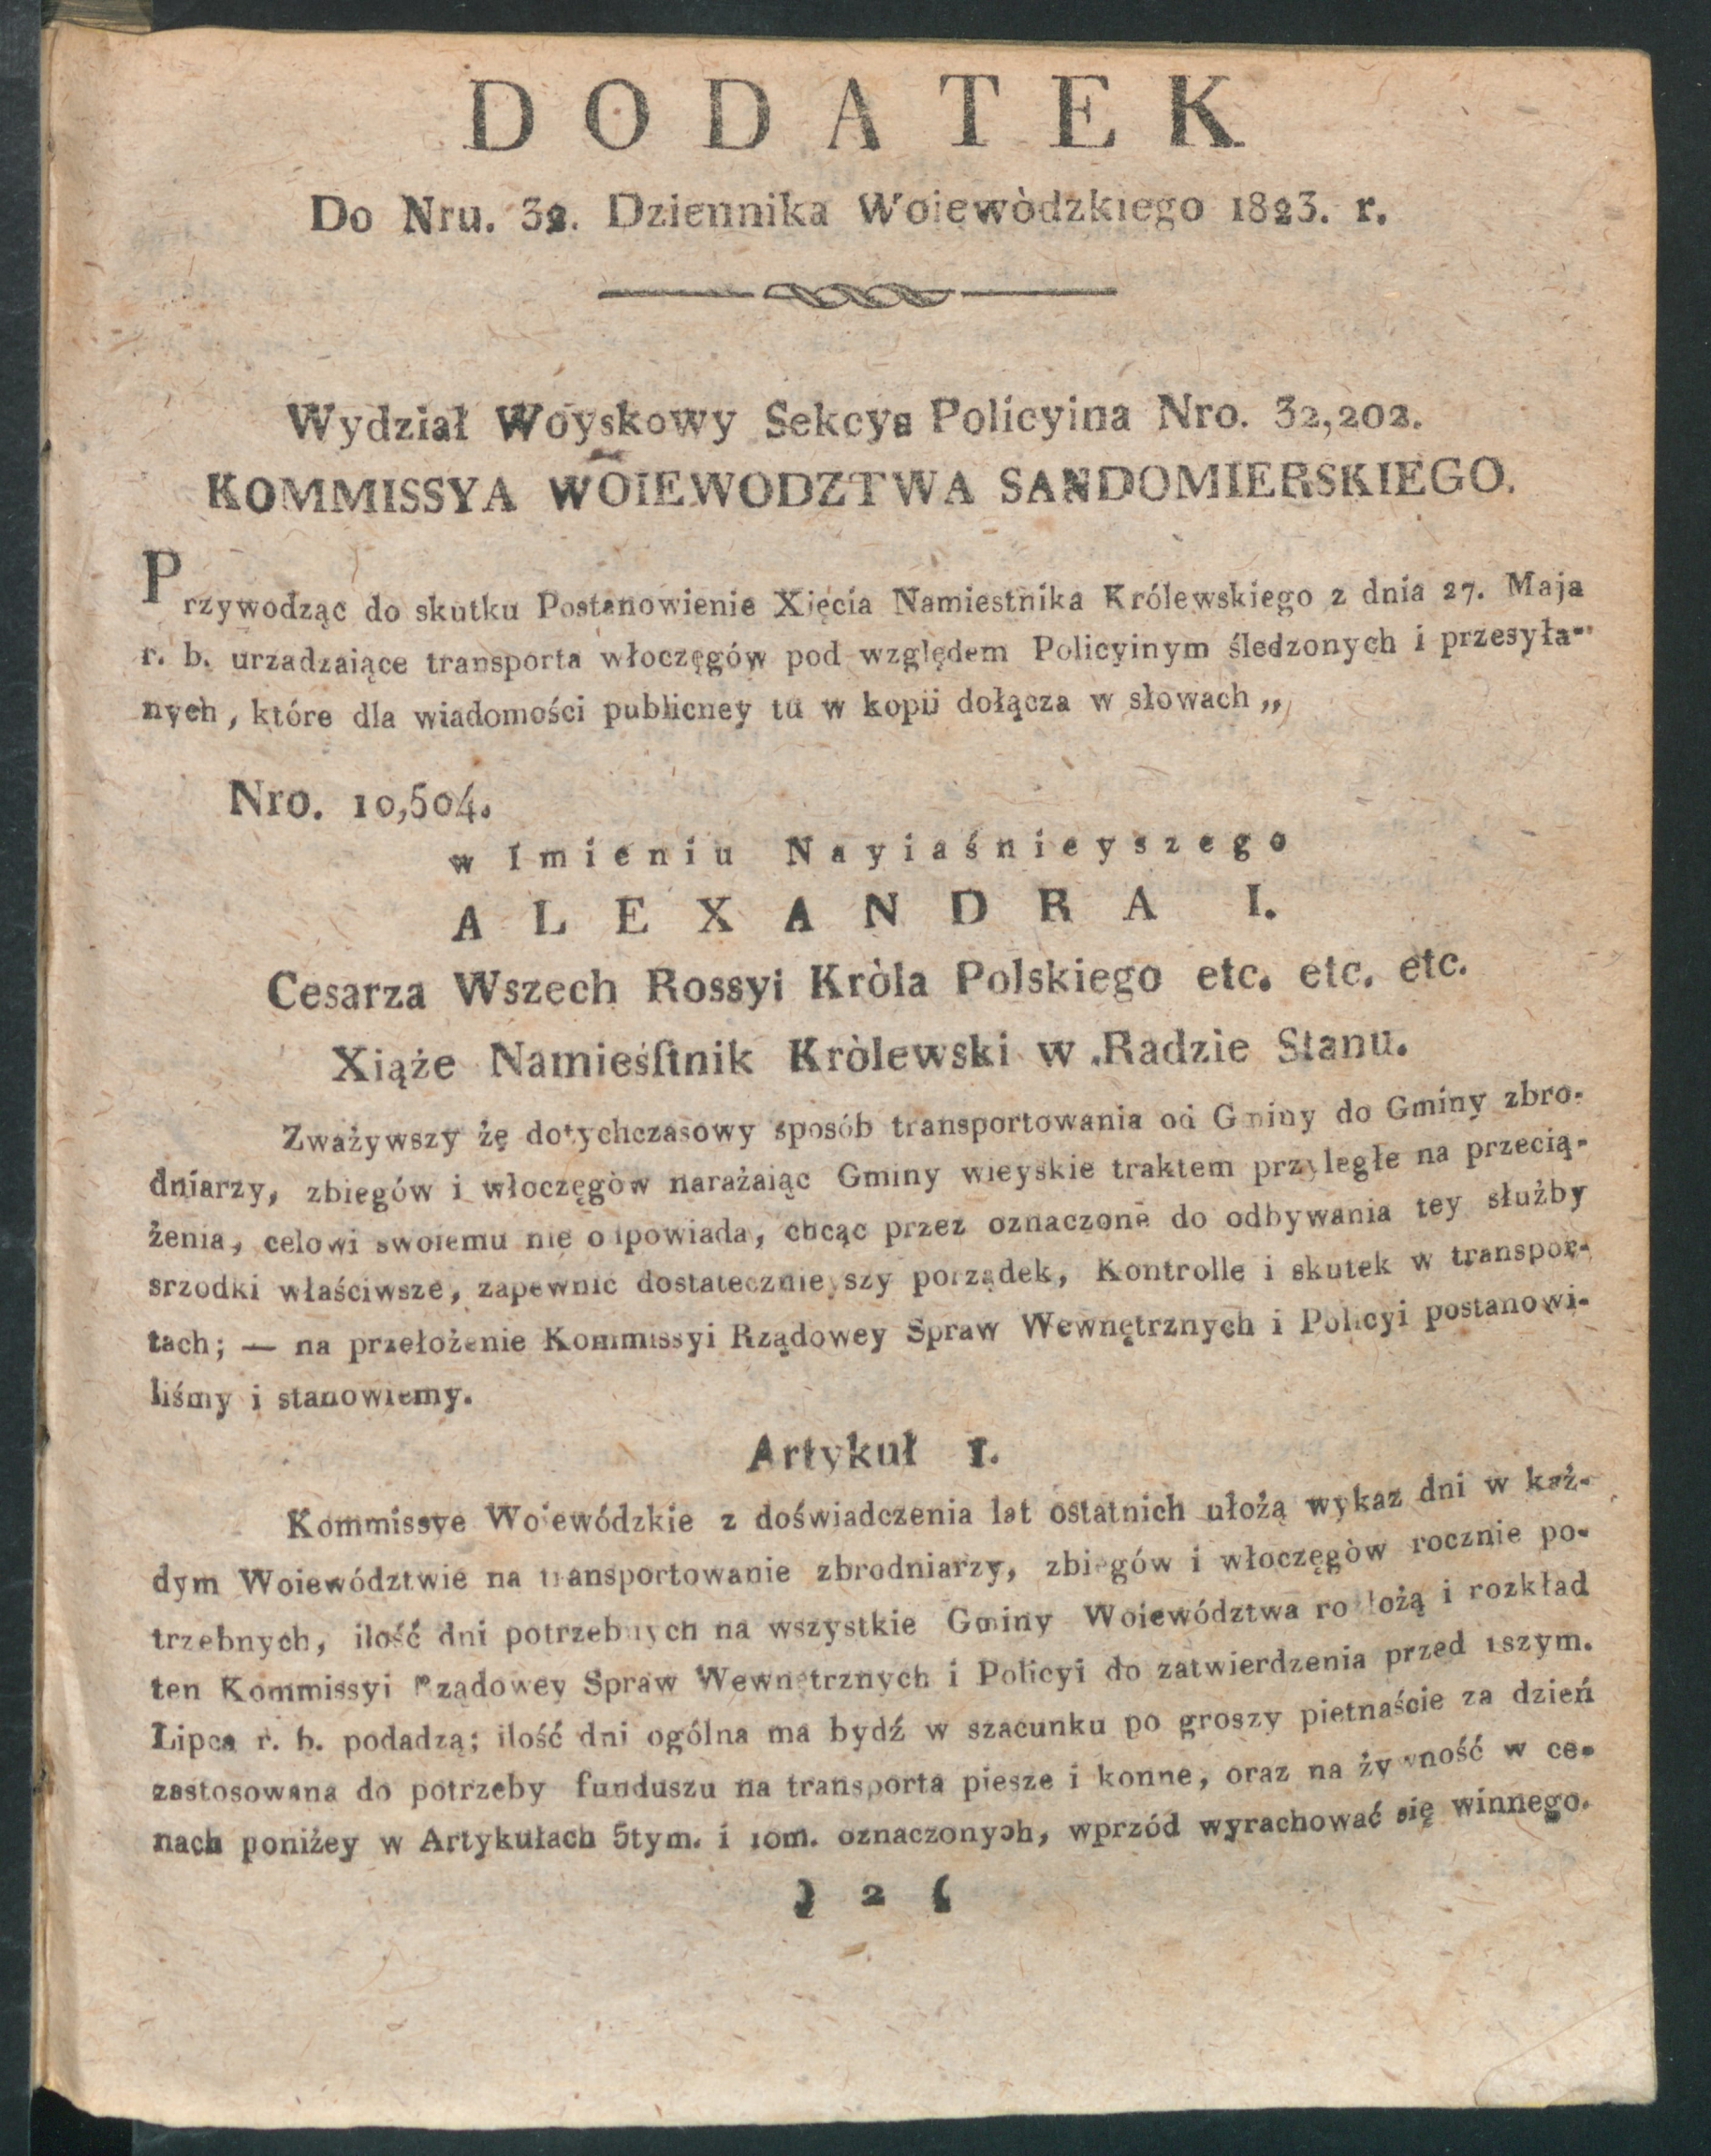 DODATEK
Do Nru. 32. Dziennika Woiewòdzkiego 1823. r.
Wydział Woyskowy Sekcya Policyina Nro. 32,202.
KOMMISSYA WOIEWODZTWA SANDOMIERSKIEGO.
Przywodząc do skutku Postanowienie Xięcia Namiestnika Królewskiego z dnia 27. Maja
r. b. urzadzaiące transporta włoczęgów pod względem Policyinym śledzonych i przesyła-
nych, które dla wiadomości publicney tu w kopii dołącza w słowach „
Nro. 10,504.
w Imieniu Nayiaśnieyszego
ALEXANDRA I.
Cesarza Wszech Rossyi Kròla Polskiego etc. etc. etc.
Xiąże Namieśſtnik Kròlewski w Radzie Stanu.
Zważywszy żę dotychczasowy sposób transportowania od Gminy do Gminy zbro-
dniarzy, zbiegów i włoczęgòw narażaiąc Gminy wieyskie traktem przyległe na przecią-
żenia, celowi swoiemu nie odpowiada, chcąc przez oznaczone do odbywania tey służby
srzodki właściwsze, zapewnić dostatecznieyszy porządek, Kontrolle i skutek w transpor-
tach; — na przełożenie Kommissyi Rządowey Spraw Wewnętrznych i Policyi postanowi-
liśmy i stanowiemy.
Artykuł 1.
Kommissye Woiewódzkie z doświadczenia lat ostatnich ułożą wykaz dni w każ-
dym Woiewództwie na transportowanie zbrodniarzy, zbiegów i włoczęgòw rocznie po-
trzebnych, ilość dni potrzebnych na wszystkie Gminy Woiewództwa rozłożą i rozkład
ten Kommissyi Rządowey Spraw Wewnętrznych i Policyi do zatwierdzenia przed 1szym.
Lipca r. b. podadzą; ilość dni ogólna ma bydź w szacunku po groszy pietnaście za dzień
zastosowana do potrzeby funduszu na transporta piesze i konne, oraz na żywność w ce-
nach poniżey w Artykułach 5tym. i 10m. oznaczonych, wprzód wyrachować się winnego.
) 2 (